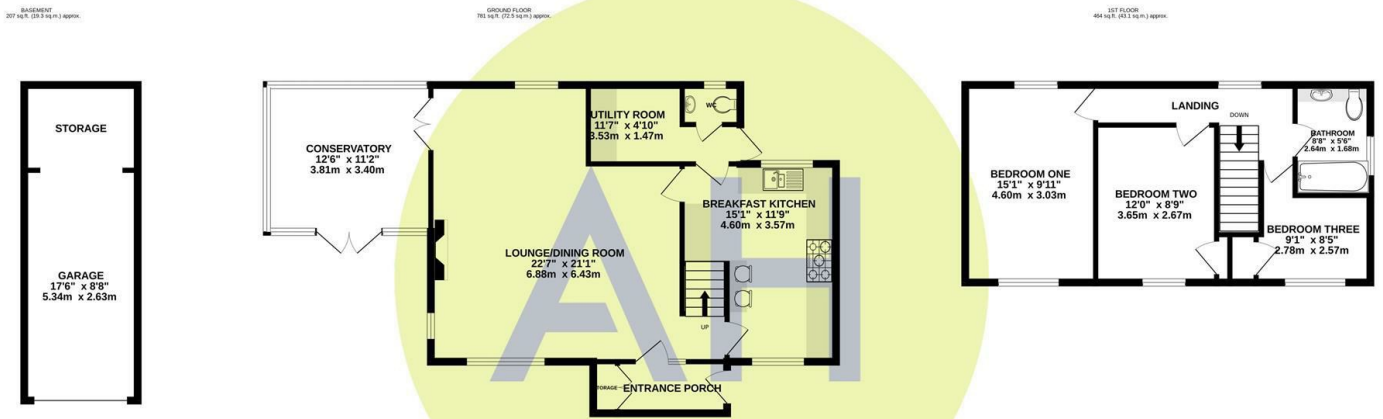 BASEMENT
207 sq.ft. (19.3 sq.m.) approx.
GROUND FLOOR
781 sq.ft. (72.5 sq.m.) approx.
1ST FLOOR
464 sq.ft. (43.1 sq.m.) approx.
STORAGE
GARAGE
17'6" x 8'8"
5.34m x 2.63m
CONSERVATORY
12'6" x 11'2"
3.81m x 3.40m
UTILITY ROOM
11'7" x 4'10"
3.53m x 1.47m
WC
BREAKFAST KITCHEN
15'1" x 11'9"
4.60m x 3.57m
LOUNGE/DINING ROOM
22'7" x 21'1"
6.88m x 6.43m
UP
STORAGE
ENTRANCE PORCH
AH
LANDING
DOWN
BATHROOM
8'8" x 5'6"
2.64m x 1.68m
BEDROOM ONE
15'1" x 9'11"
4.60m x 3.03m
BEDROOM TWO
12'0" x 8'9"
3.65m x 2.67m
BEDROOM THREE
9'1" x 8'5"
2.78m x 2.57m